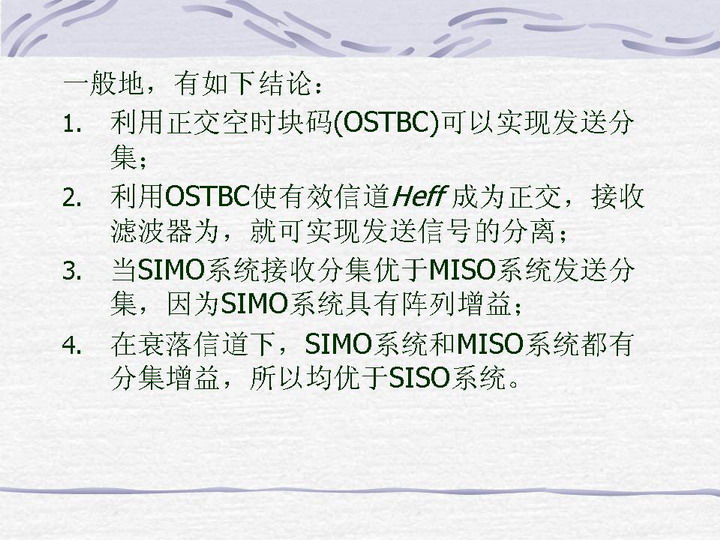 一般地，有如下结论：
1. 利用正交空时块码(OSTBC)可以实现发送分
集；
2. 利用OSTBC使有效信道Heff 成为正交，接收
滤波器为，就可实现发送信号的分离；
3. 当SIMO系统接收分集优于MISO系统发送分
集，因为SIMO系统具有阵列增益；
4. 在衰落信道下，SIMO系统和MISO系统都有
分集增益，所以均优于SISO系统。